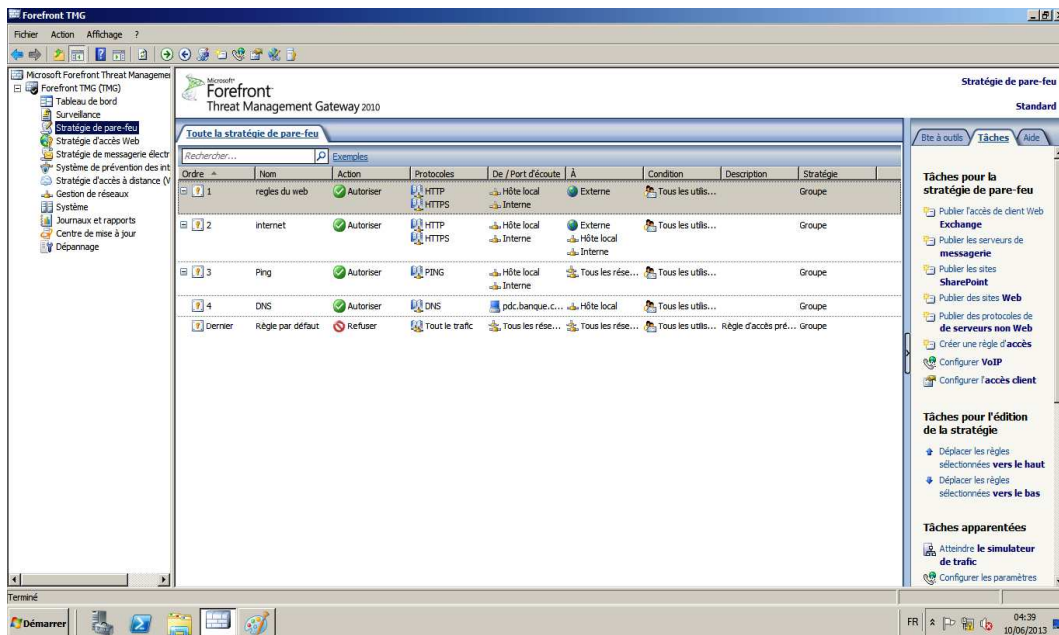 Forefront TMG
Fichier Action Affichage ?
Microsoft Forefront Threat Managemer
Forefront TMG (TMG)
Tableau de bord
Surveillance
Stratégie de pare-feu
Stratégie d'accès Web
Stratégie de messagerie électr
Système de prévention des int
Stratégie d'accès à distance (V
Gestion de réseaux
Système
Journaux et rapports
Centre de mise à jour
Dépannage
Microsoft
Forefront
Threat Management Gateway 2010
Stratégie de pare-feu
Standard
Toute la stratégie de pare-feu
Rechercher... Exemples
Ordre Nom Action Protocoles De / Port d'écoute À Condition Description Stratégie
1 regles du web Autoriser HTTP Hôte local Externe Tous les utilis... Groupe
HTTPS Interne
2 internet Autoriser HTTP Hôte local Externe Tous les utilis... Groupe
HTTPS Interne Hôte local
Interne
3 Ping Autoriser PING Hôte local Tous les rése... Tous les utilis... Groupe
Interne
4 DNS Autoriser DNS pdc.banque.c... Hôte local Tous les utilis... Groupe
Dernier Règle par défaut Refuser Tout le trafic Tous les rése... Tous les rése... Tous les utilis... Règle d'accès pré... Groupe
Bte à outils Tâches Aide
Tâches pour la
stratégie de pare-feu
Publier l'accès de client Web
Exchange
Publier les serveurs de
messagerie
Publier les sites
SharePoint
Publier des sites Web
Publier des protocoles de
de serveurs non Web
Créer une règle d'accès
Configurer VoIP
Configurer l'accès client
Tâches pour l'édition
de la stratégie
Déplacer les règles
sélectionnées vers le haut
Déplacer les règles
sélectionnées vers le bas
Tâches apparentées
Atteindre le simulateur
de trafic
Configurer les paramètres
Terminé
Démarrer FR 04:39
10/06/2013